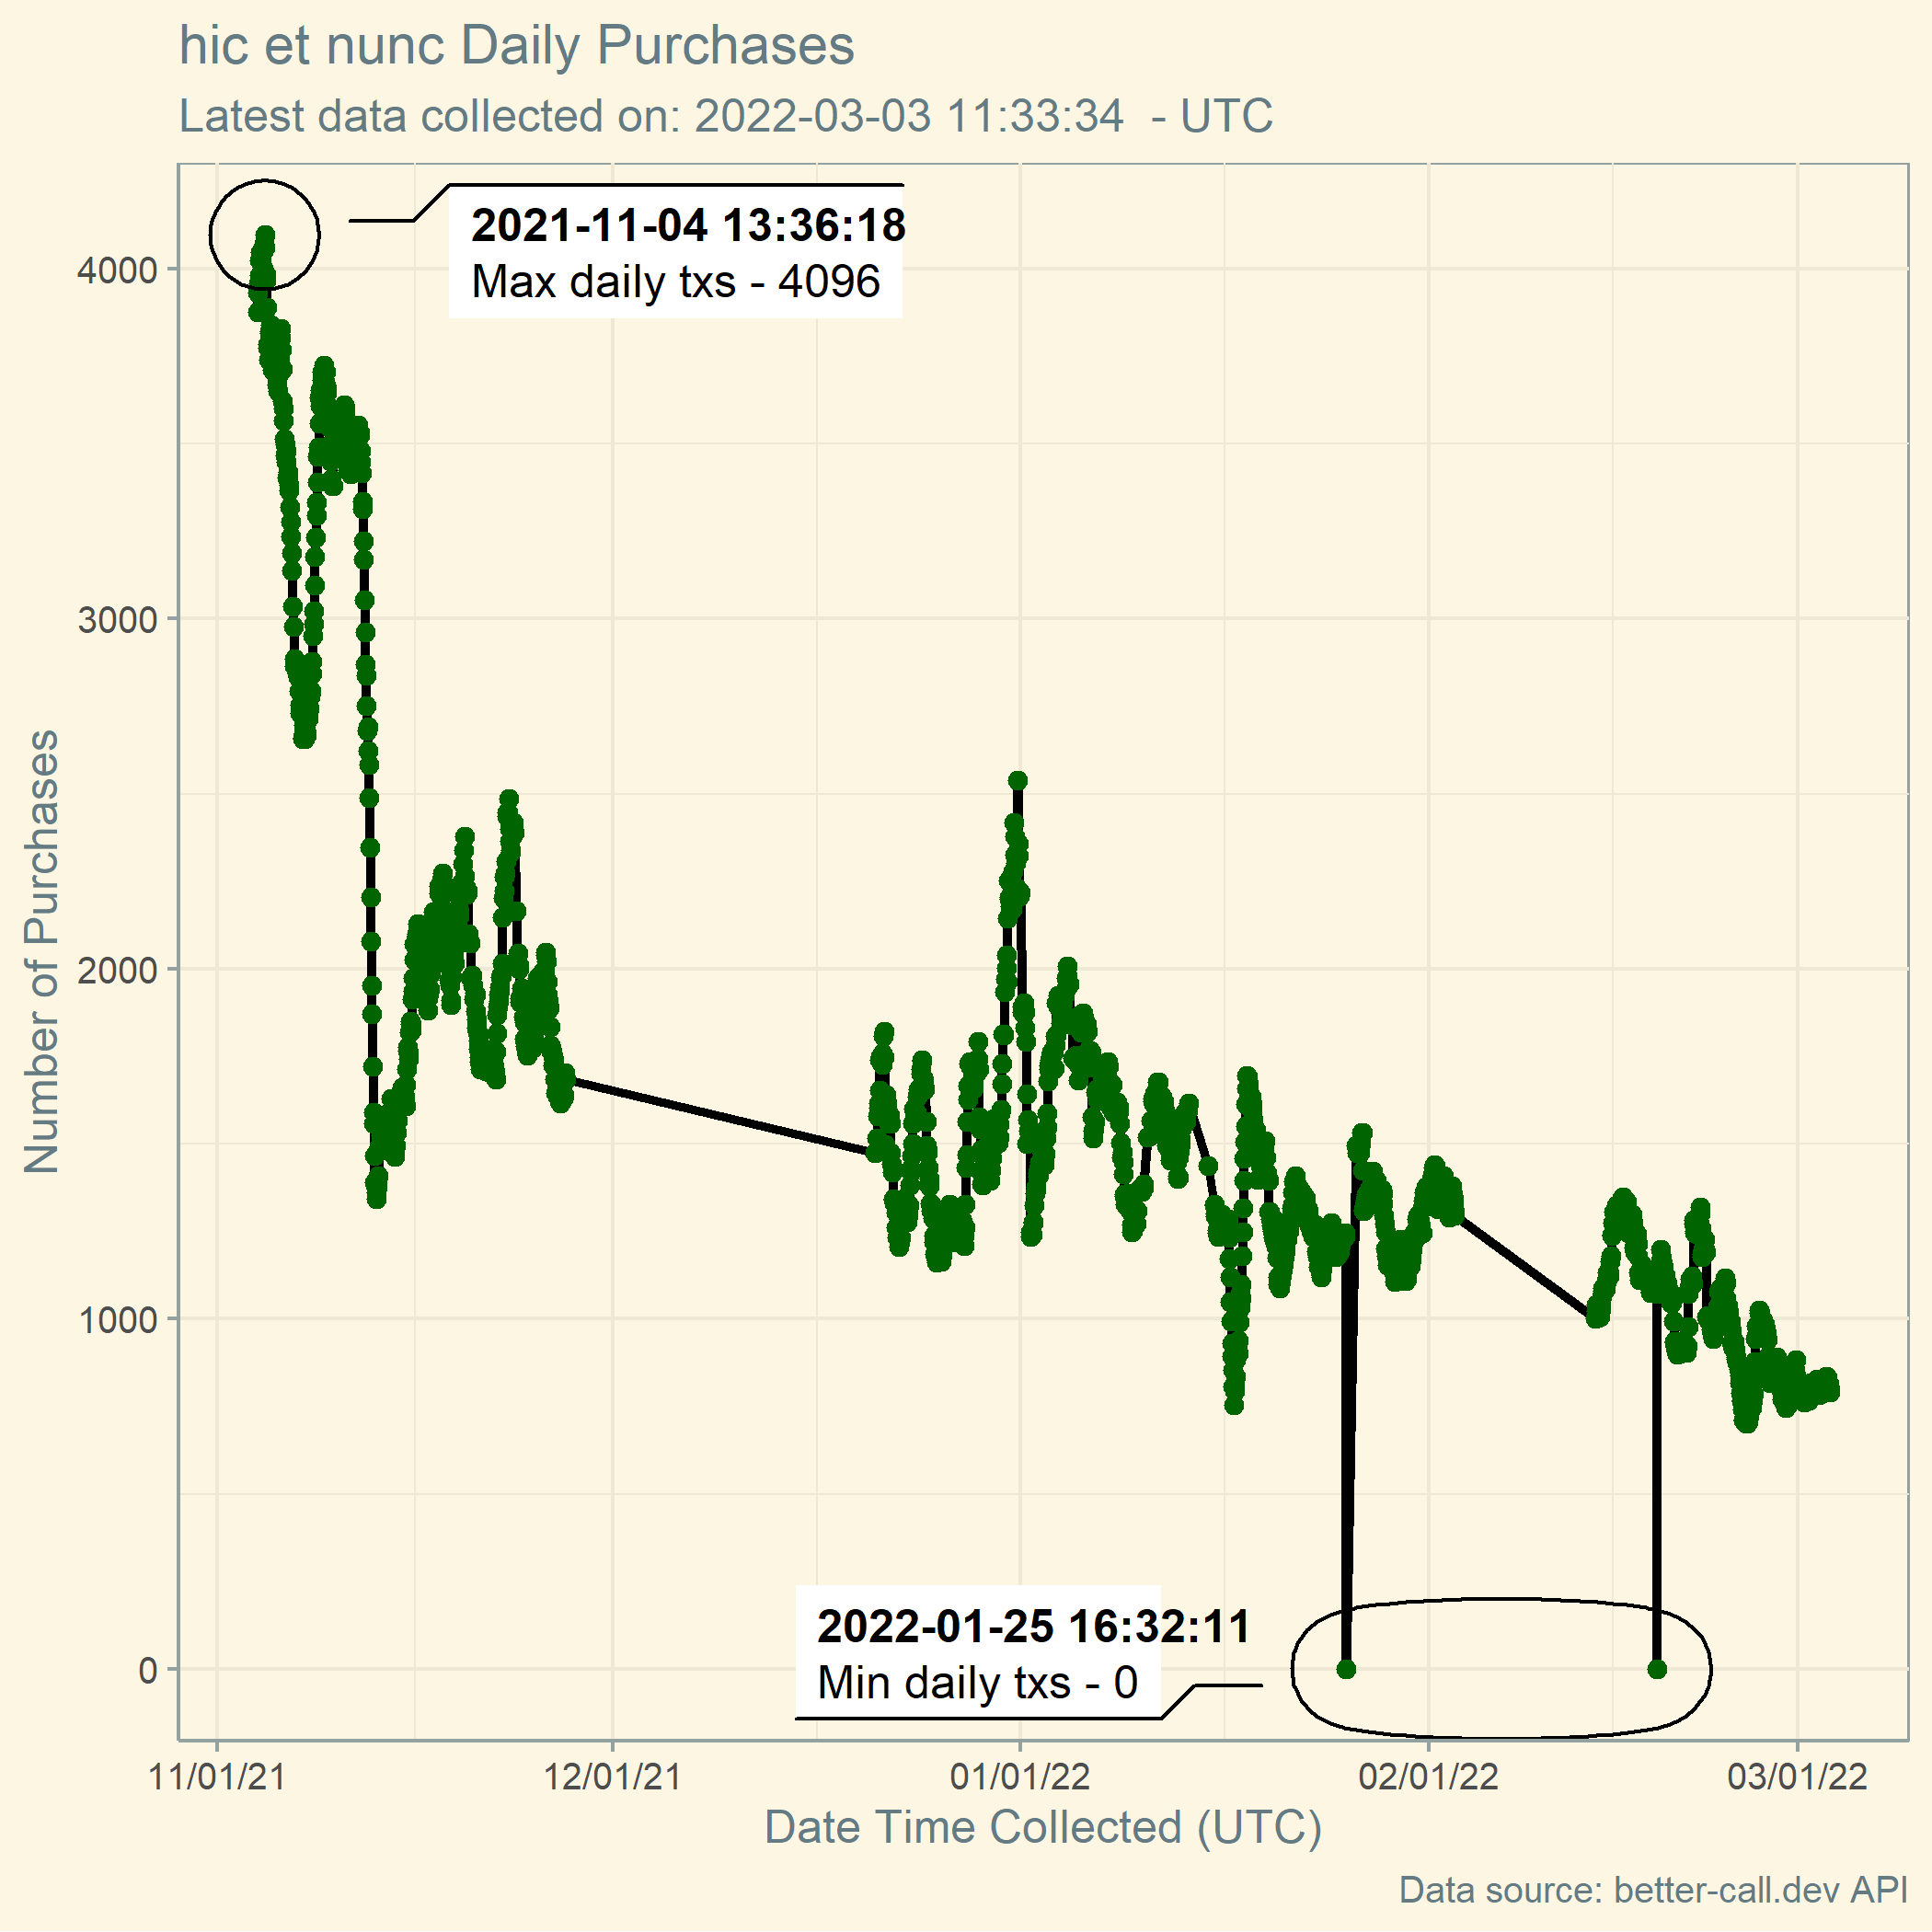 hic et nunc Daily Purchases
Latest data collected on: 2022-03-03 11:33:34 - UTC
2021-11-04 13:36:18
Max daily txs - 4096
4000
3000
2000
1000
0
Number of Purchases
2022-01-25 16:32:11
Min daily txs - 0
11/01/21 12/01/21 01/01/22 02/01/22 03/01/22
Date Time Collected (UTC)
Data source: better-call.dev API